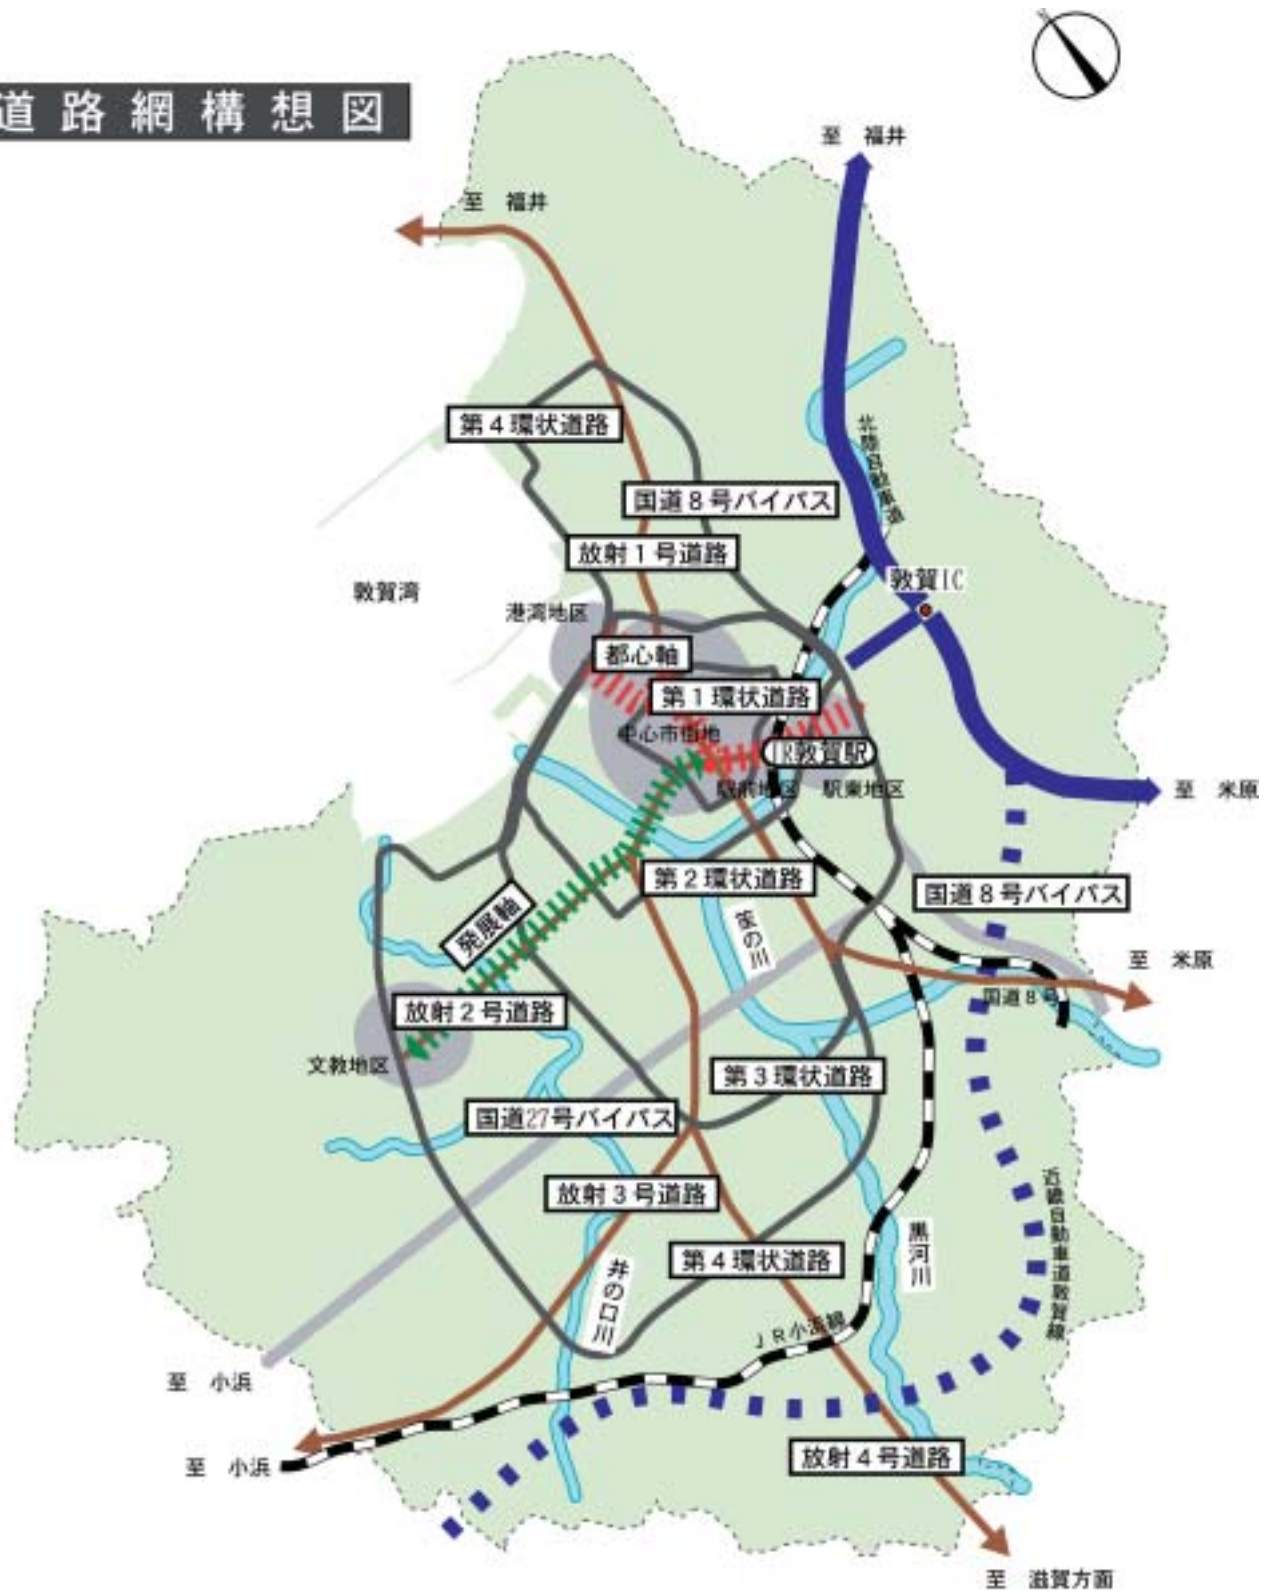 道路網構想図
至 福井
至 福井
第4環状道路
北陸自動車道
国道8号バイパス
放射1号道路
敦賀IC
敦賀湾
港湾地区
都心軸
第1環状道路
中心市街地
JR敦賀駅
駅前地区
駅東地区
至 米原
第2環状道路
国道8号バイパス
発展軸
笙の川
至 米原
国道8号
放射2号道路
文教地区
第3環状道路
国道27号バイパス
放射3号道路
近畿自動車道敦賀線
黒河川
第4環状道路
井の口川
JR小浜線
至 小浜
至 小浜
放射4号道路
至 滋賀方面